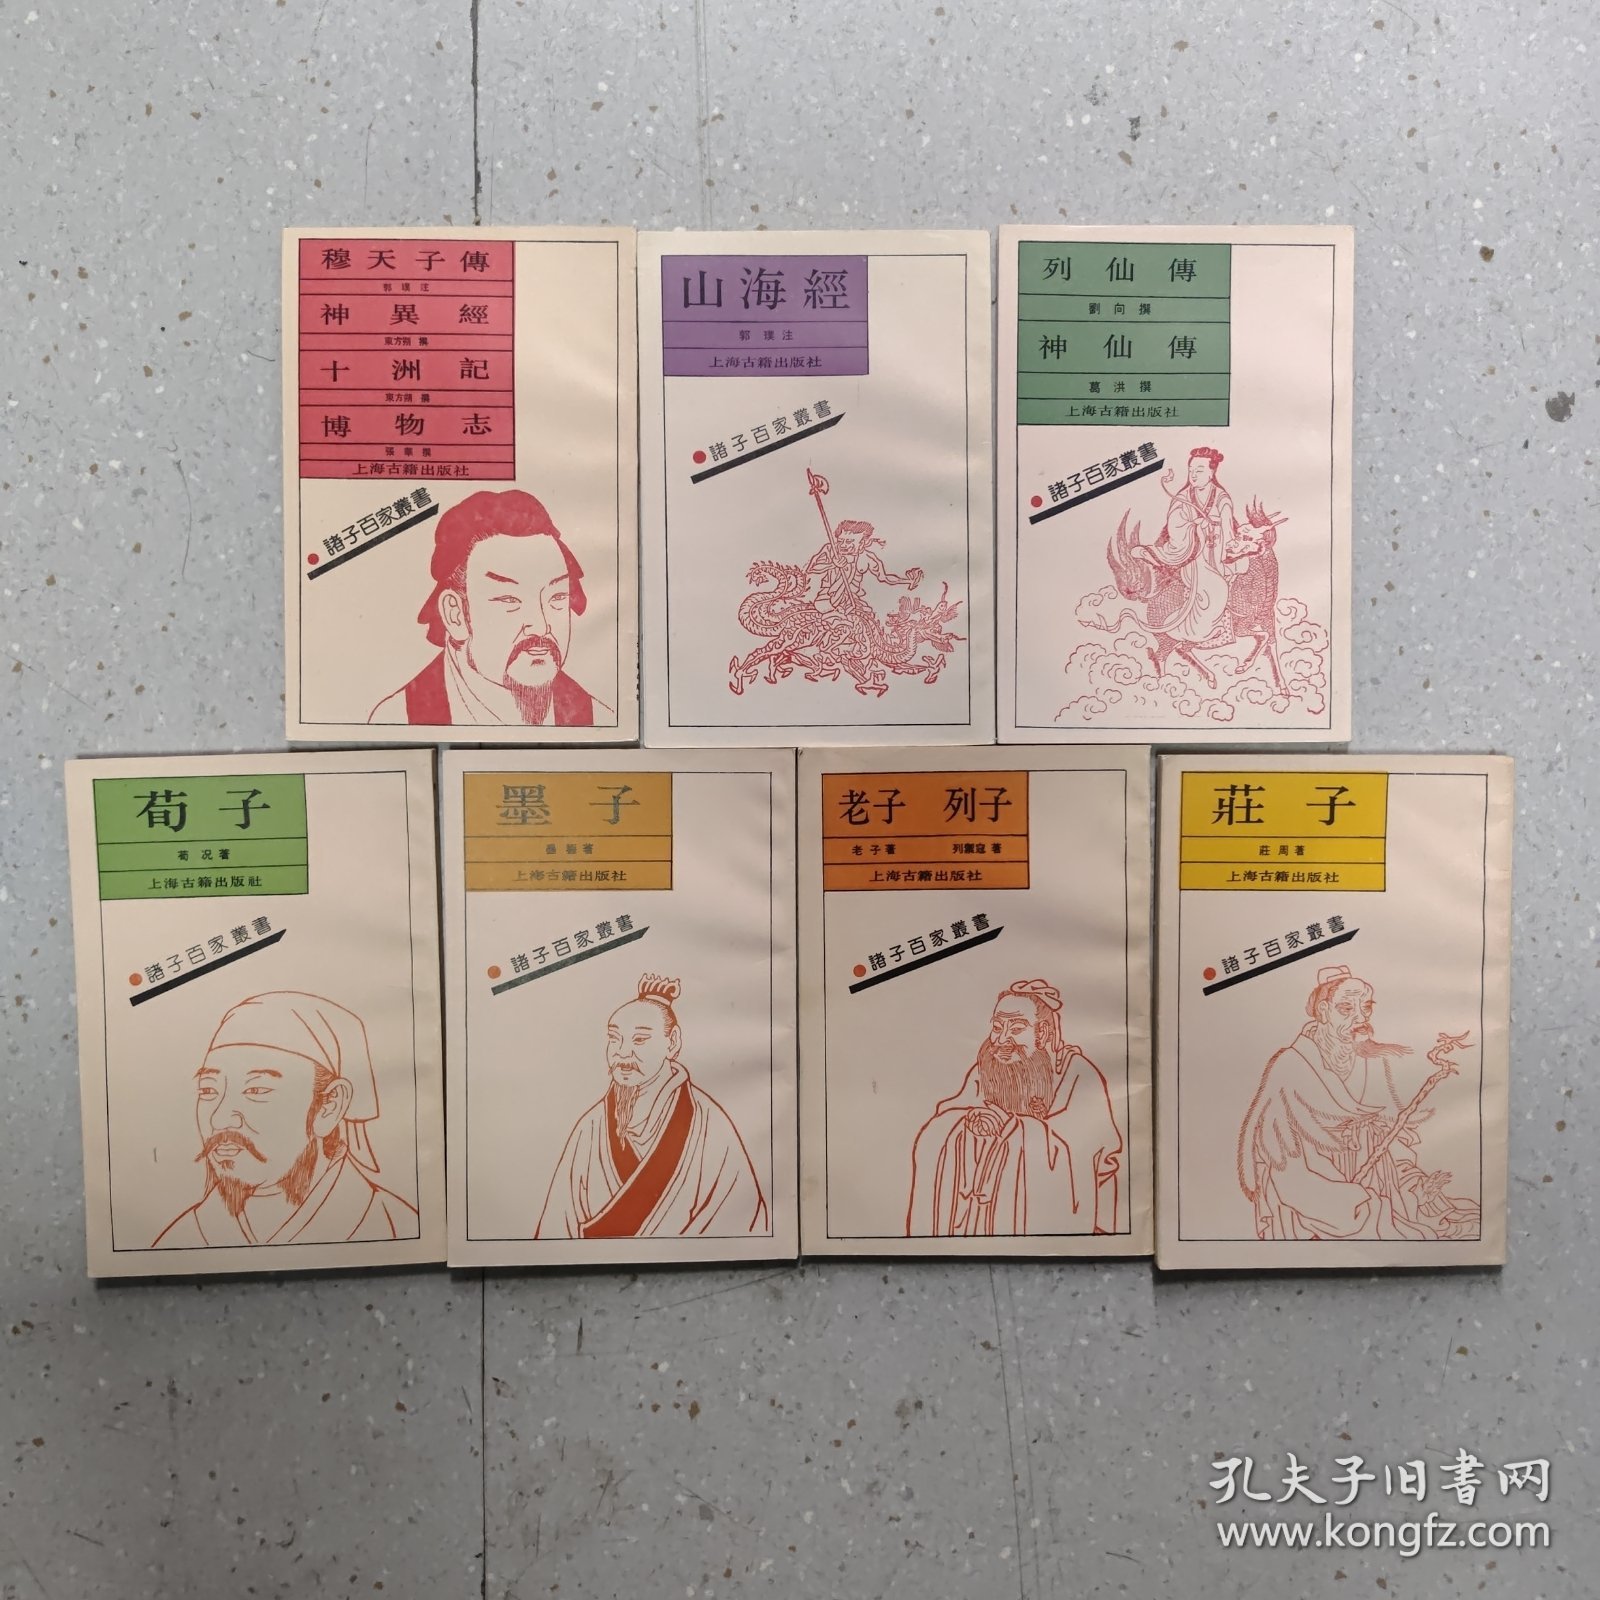 穆天子傳
郭璞注
神異經
東方朔 撰
十洲記
東方朔 撰
博物志
張華撰
上海古籍出版社
諸子百家叢書
山海經
郭璞注
上海古籍出版社
諸子百家叢書
列仙傳
劉向撰
神仙傳
葛洪撰
上海古籍出版社
諸子百家叢書
荀子
荀况著
上海古籍出版社
諸子百家叢書
墨子
墨翟著
上海古籍出版社
諸子百家叢書
老子 列子
老子著 列禦寇著
上海古籍出版社
諸子百家叢書
莊子
莊周著
上海古籍出版社
諸子百家叢書
孔夫子旧书网
www.kongfz.com